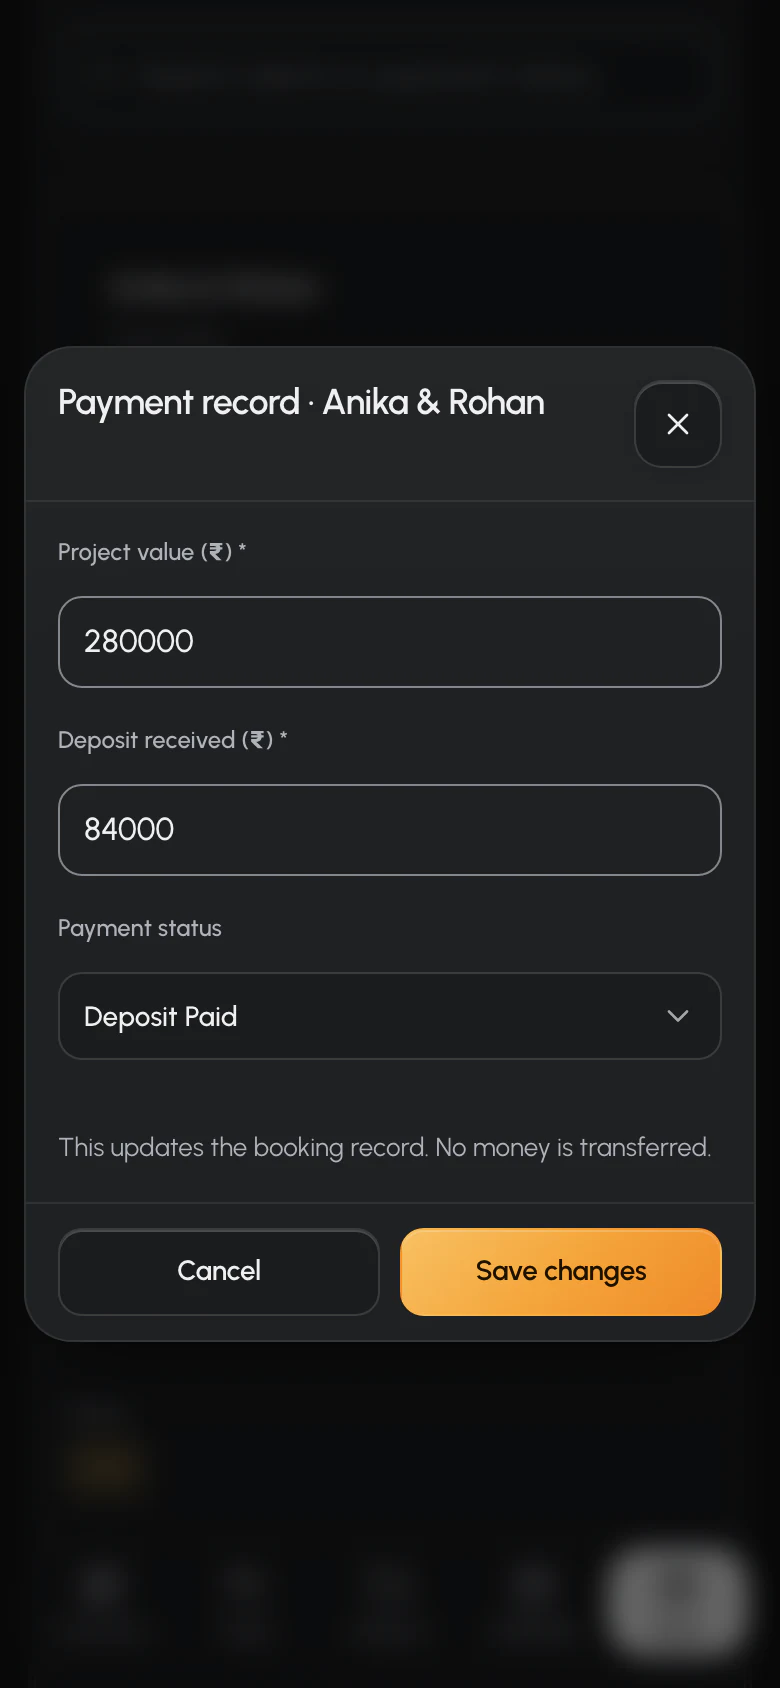 Payment record · Anika & Rohan
Project value (₹) *
280000
Deposit received (₹) *
84000
Payment status
Deposit Paid
This updates the booking record. No money is transferred.
Cancel
Save changes